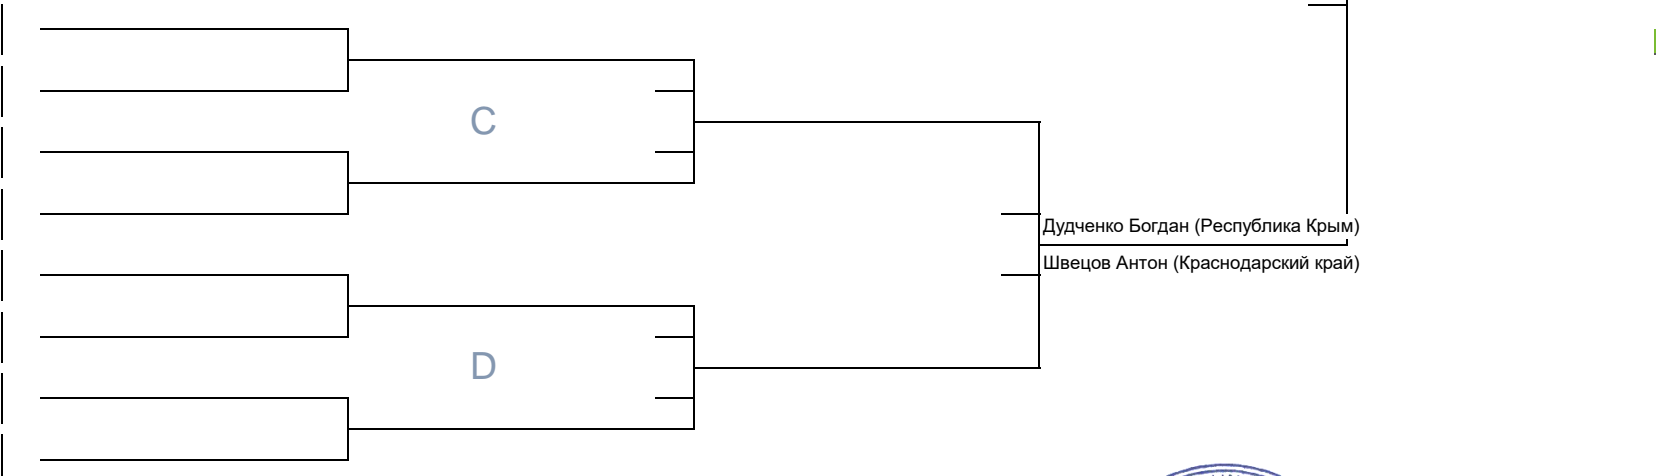 C
Дудченко Богдан (Республика Крым)
Швецов Антон (Краснодарский край)
D